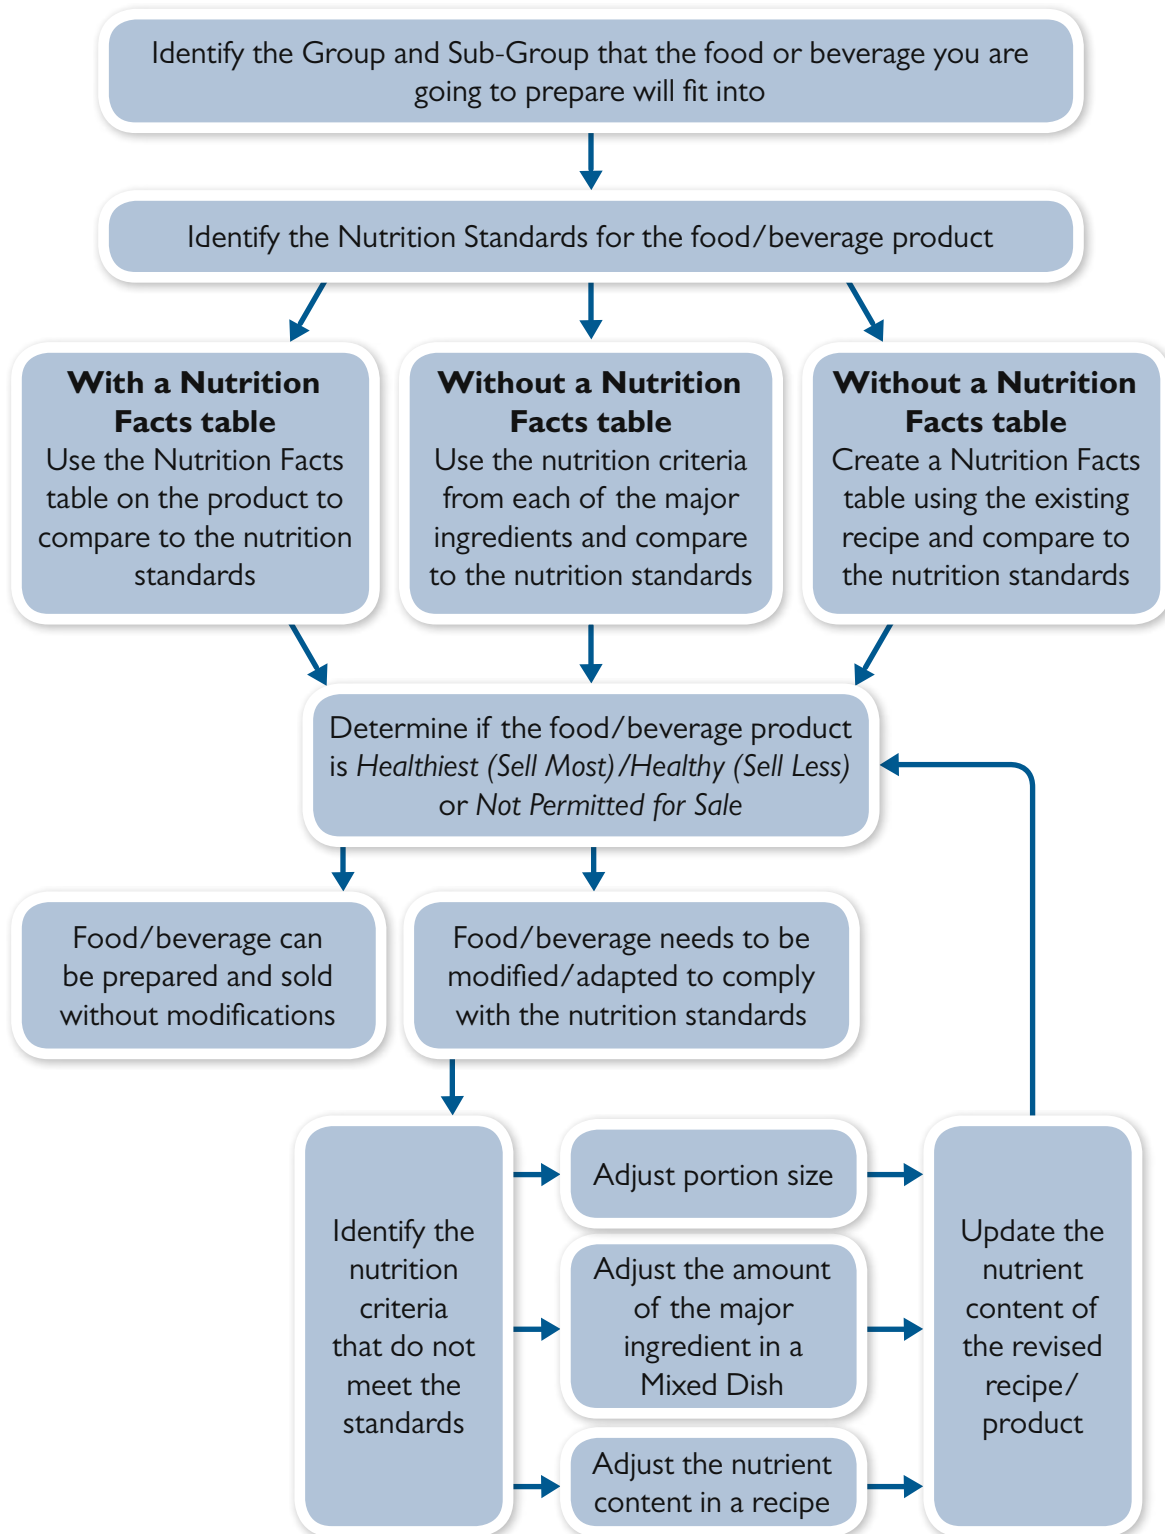 Identify the Group and Sub-Group that the food or beverage you are
going to prepare will fit into
Identify the Nutrition Standards for the food/beverage product
With a Nutrition
Facts table
Use the Nutrition Facts
table on the product to
compare to the nutrition
standards
Without a Nutrition
Facts table
Use the nutrition criteria
from each of the major
ingredients and compare
to the nutrition standards
Without a Nutrition
Facts table
Create a Nutrition Facts
table using the existing
recipe and compare to
the nutrition standards
Determine if the food/beverage product
is Healthiest (Sell Most)/Healthy (Sell Less)
or Not Permitted for Sale
Food/beverage can
be prepared and sold
without modifications
Food/beverage needs to be
modified/adapted to comply
with the nutrition standards
Identify the
nutrition
criteria
that do not
meet the
standards
Adjust portion size
Adjust the amount
of the major
ingredient in a
Mixed Dish
Adjust the nutrient
content in a recipe
Update the
nutrient
content of
the revised
recipe/
product